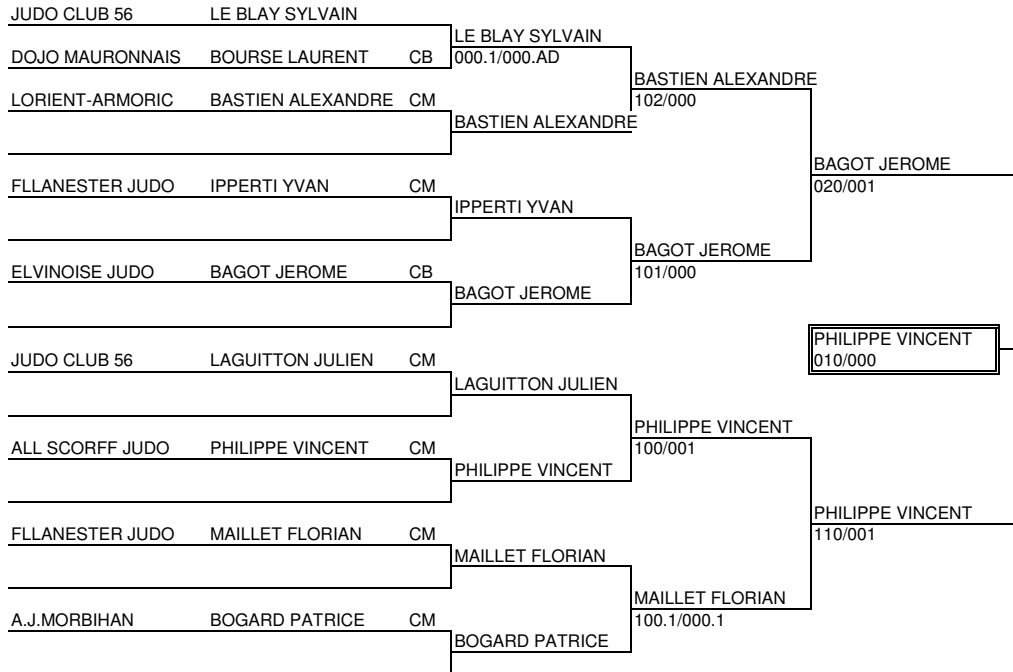 JUDO CLUB 56 LE BLAY SYLVAIN
LE BLAY SYLVAIN
DOJO MAURONNAIS BOURSE LAURENT CB 000.1/000.AD
BASTIEN ALEXANDRE
LORIENT-ARMORIC BASTIEN ALEXANDRE CM 102/000
BASTIEN ALEXANDRE
BAGOT JEROME
FLLANESTER JUDO IPPERTI YVAN CM 020/001
IPPERTI YVAN
BAGOT JEROME
ELVINOISE JUDO BAGOT JEROME CB 101/000
BAGOT JEROME
PHILIPPE VINCENT
JUDO CLUB 56 LAGUITTON JULIEN CM 010/000
LAGUITTON JULIEN
PHILIPPE VINCENT
ALL SCORFF JUDO PHILIPPE VINCENT CM 100/001
PHILIPPE VINCENT
PHILIPPE VINCENT
FLLANESTER JUDO MAILLET FLORIAN CM 110/001
MAILLET FLORIAN
MAILLET FLORIAN
A.J.MORBIHAN BOGARD PATRICE CM 100.1/000.1
BOGARD PATRICE